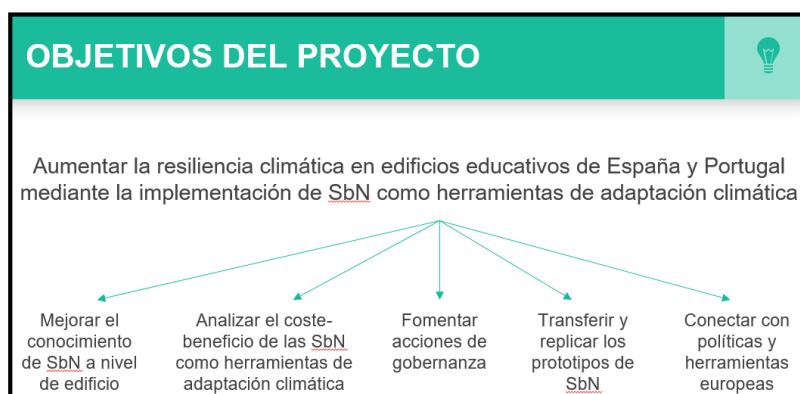 OBJETIVOS DEL PROYECTO
Aumentar la resiliencia climática en edificios educativos de España y Portugal
mediante la implementación de SbN como herramientas de adaptación climática
Mejorar el
conocimiento
de SbN a nivel
de edificio
Analizar el coste-
beneficio de las SbN
como herramientas de
adaptación climática
Fomentar
acciones de
gobernanza
Transferir y
replicar los
prototipos de
SbN
Conectar con
políticas y
herramientas
europeas